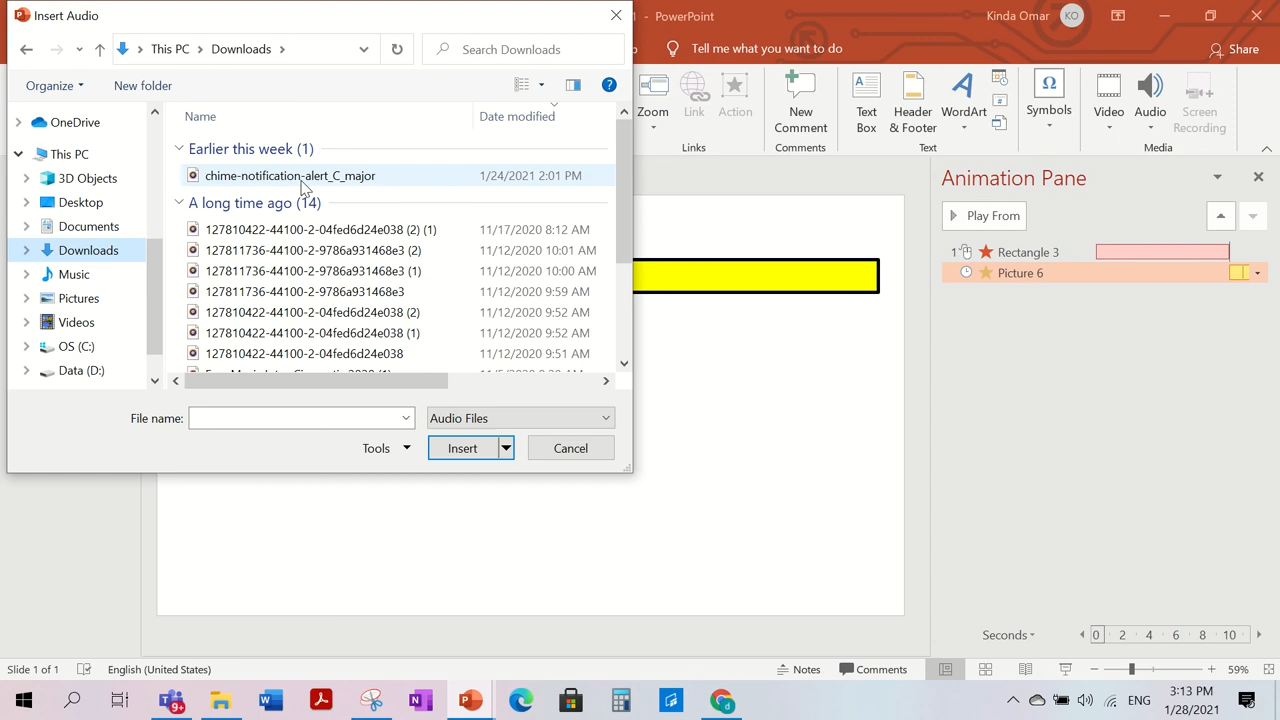 Insert Audio
1 - PowerPoint
Kinda Omar
KO
This PC
Downloads
Search Downloads
Tell me what you want to do
Share
Organize
New folder
Zoom
Link
Action
New Comment
Text Box
Header & Footer
WordArt
Symbols
Video
Audio
Screen Recording
Links
Comments
Text
Media
OneDrive
This PC
3D Objects
Desktop
Documents
Downloads
Music
Pictures
Videos
OS (C:)
Data (D:)
Name
Date modified
Earlier this week (1)
chime-notification-alert_C_major 1/24/2021 2:01 PM
A long time ago (14)
127810422-44100-2-04fed6d24e038 (2) (1) 11/17/2020 8:12 AM
127811736-44100-2-9786a931468e3 (2) 11/12/2020 10:01 AM
127811736-44100-2-9786a931468e3 (1) 11/12/2020 10:00 AM
127811736-44100-2-9786a931468e3 11/12/2020 9:59 AM
127810422-44100-2-04fed6d24e038 (2) 11/12/2020 9:52 AM
127810422-44100-2-04fed6d24e038 (1) 11/12/2020 9:52 AM
127810422-44100-2-04fed6d24e038 11/12/2020 9:51 AM
File name:
Audio Files
Tools
Insert
Cancel
Animation Pane
Play From
1 Rectangle 3
Picture 6
Seconds 0 2 4 6 8 10
Slide 1 of 1
English (United States)
Notes
Comments
59%
9+
ENG
3:13 PM
1/28/2021